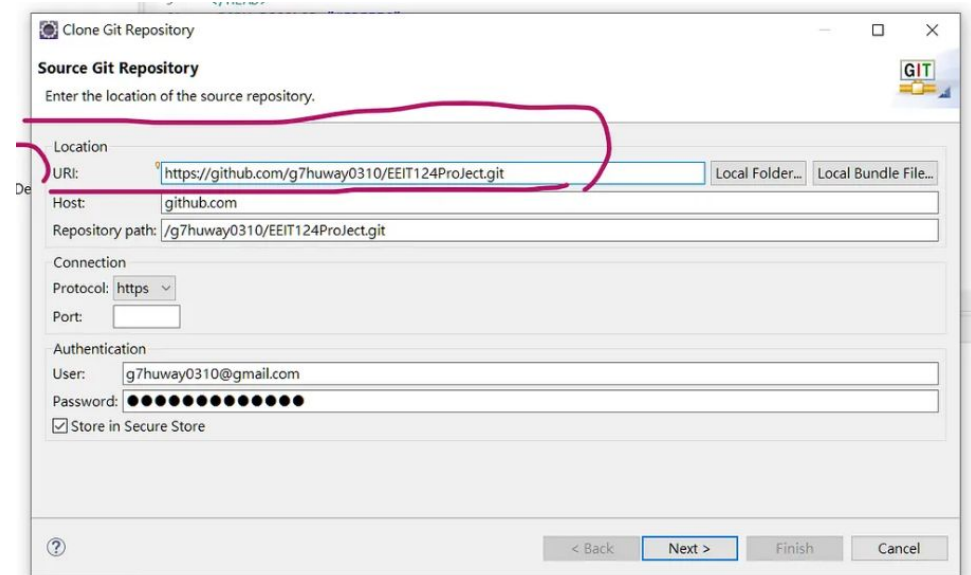 Clone Git Repository
Source Git Repository
GIT
Enter the location of the source repository.
Location
URI: https://github.com/g7huway0310/EEIT124ProJect.git Local Folder... Local Bundle File...
De
Host: github.com
Repository path: /g7huway0310/EEIT124ProJect.git
Connection
Protocol: https
Port:
Authentication
User: g7huway0310@gmail.com
Password: ●●●●●●●●●●●●●
Store in Secure Store
< Back Next > Finish Cancel